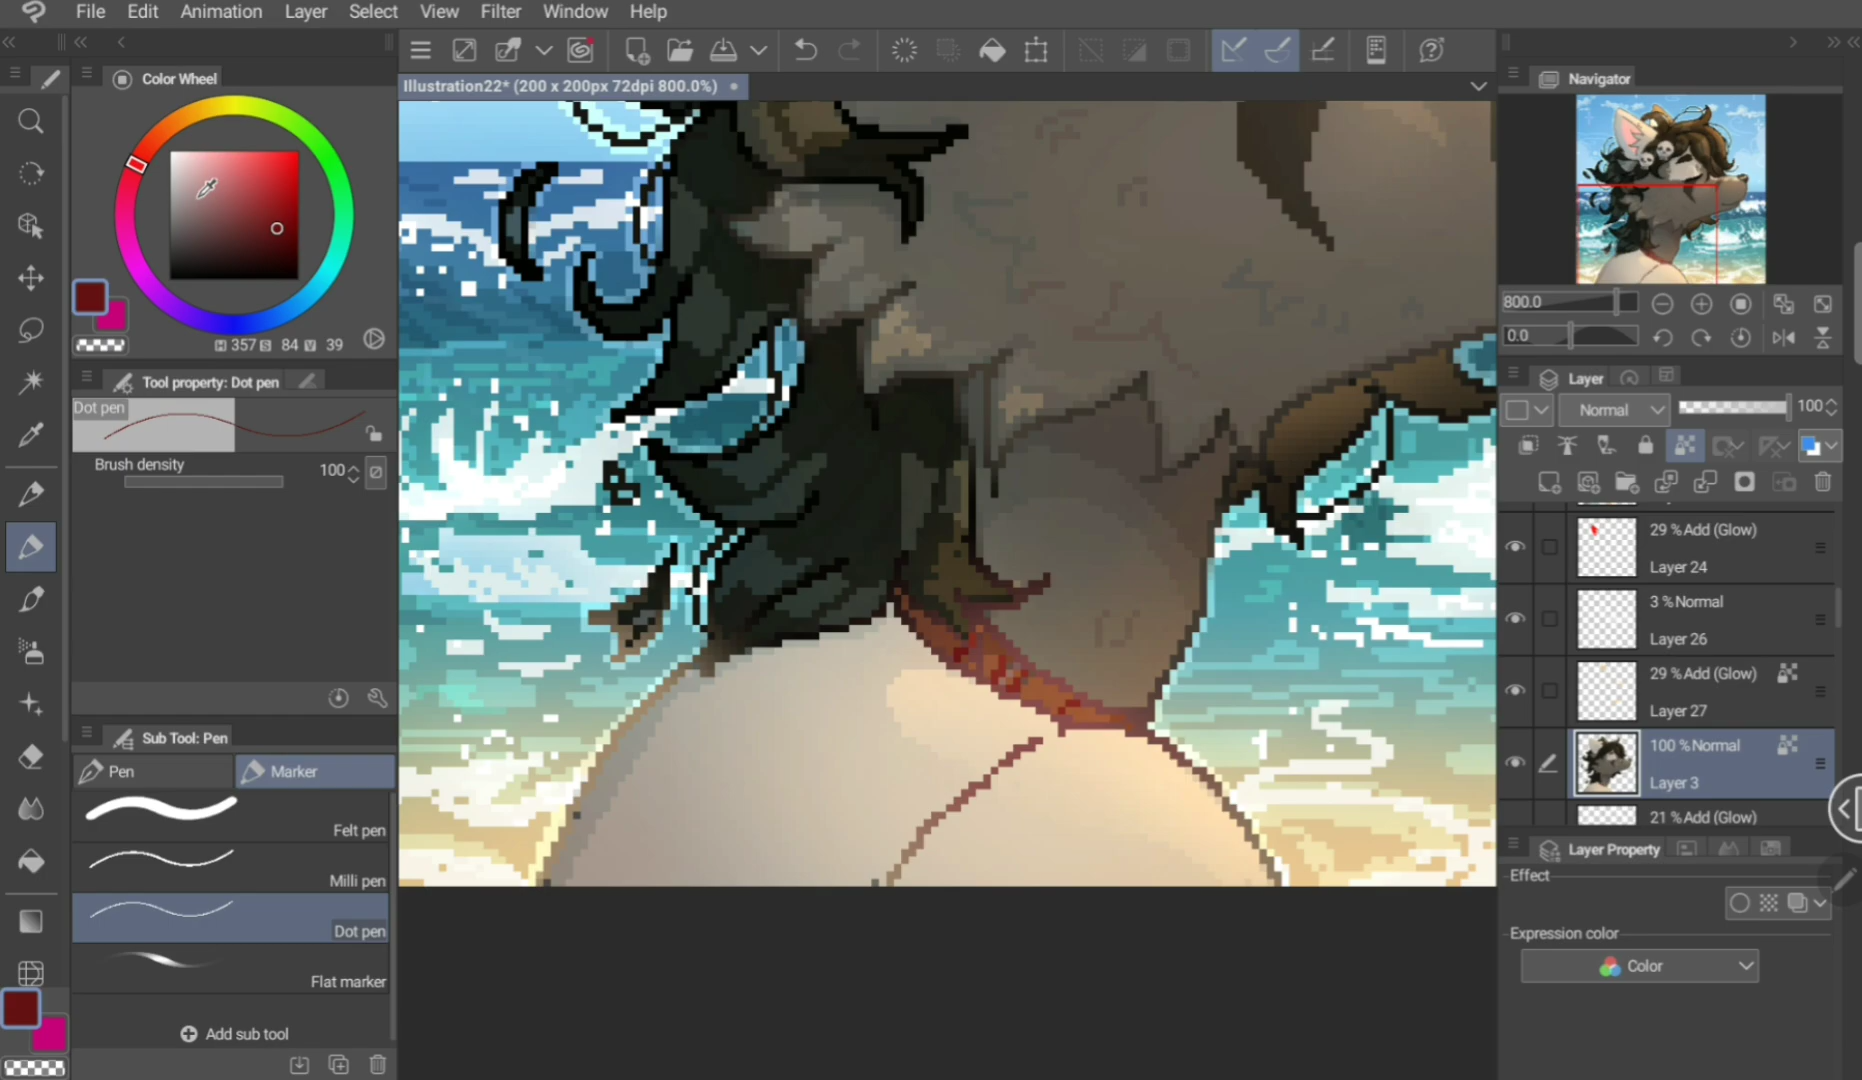 File Edit Animation Layer Select View Filter Window Help
Color Wheel
H 357 S 84 V 39
Tool property: Dot pen
Dot pen
Brush density 100
Sub Tool: Pen
Pen Marker
Felt pen
Milli pen
Dot pen
Flat marker
Add sub tool
Illustration22* (200 x 200px 72dpi 800.0%)
Navigator
800.0
0.0
Layer
Normal 100
29 %Add (Glow)
Layer 24
3 %Normal
Layer 26
29 %Add (Glow)
Layer 27
100 %Normal
Layer 3
21 %Add (Glow)
Layer Property
Effect
Expression color
Color